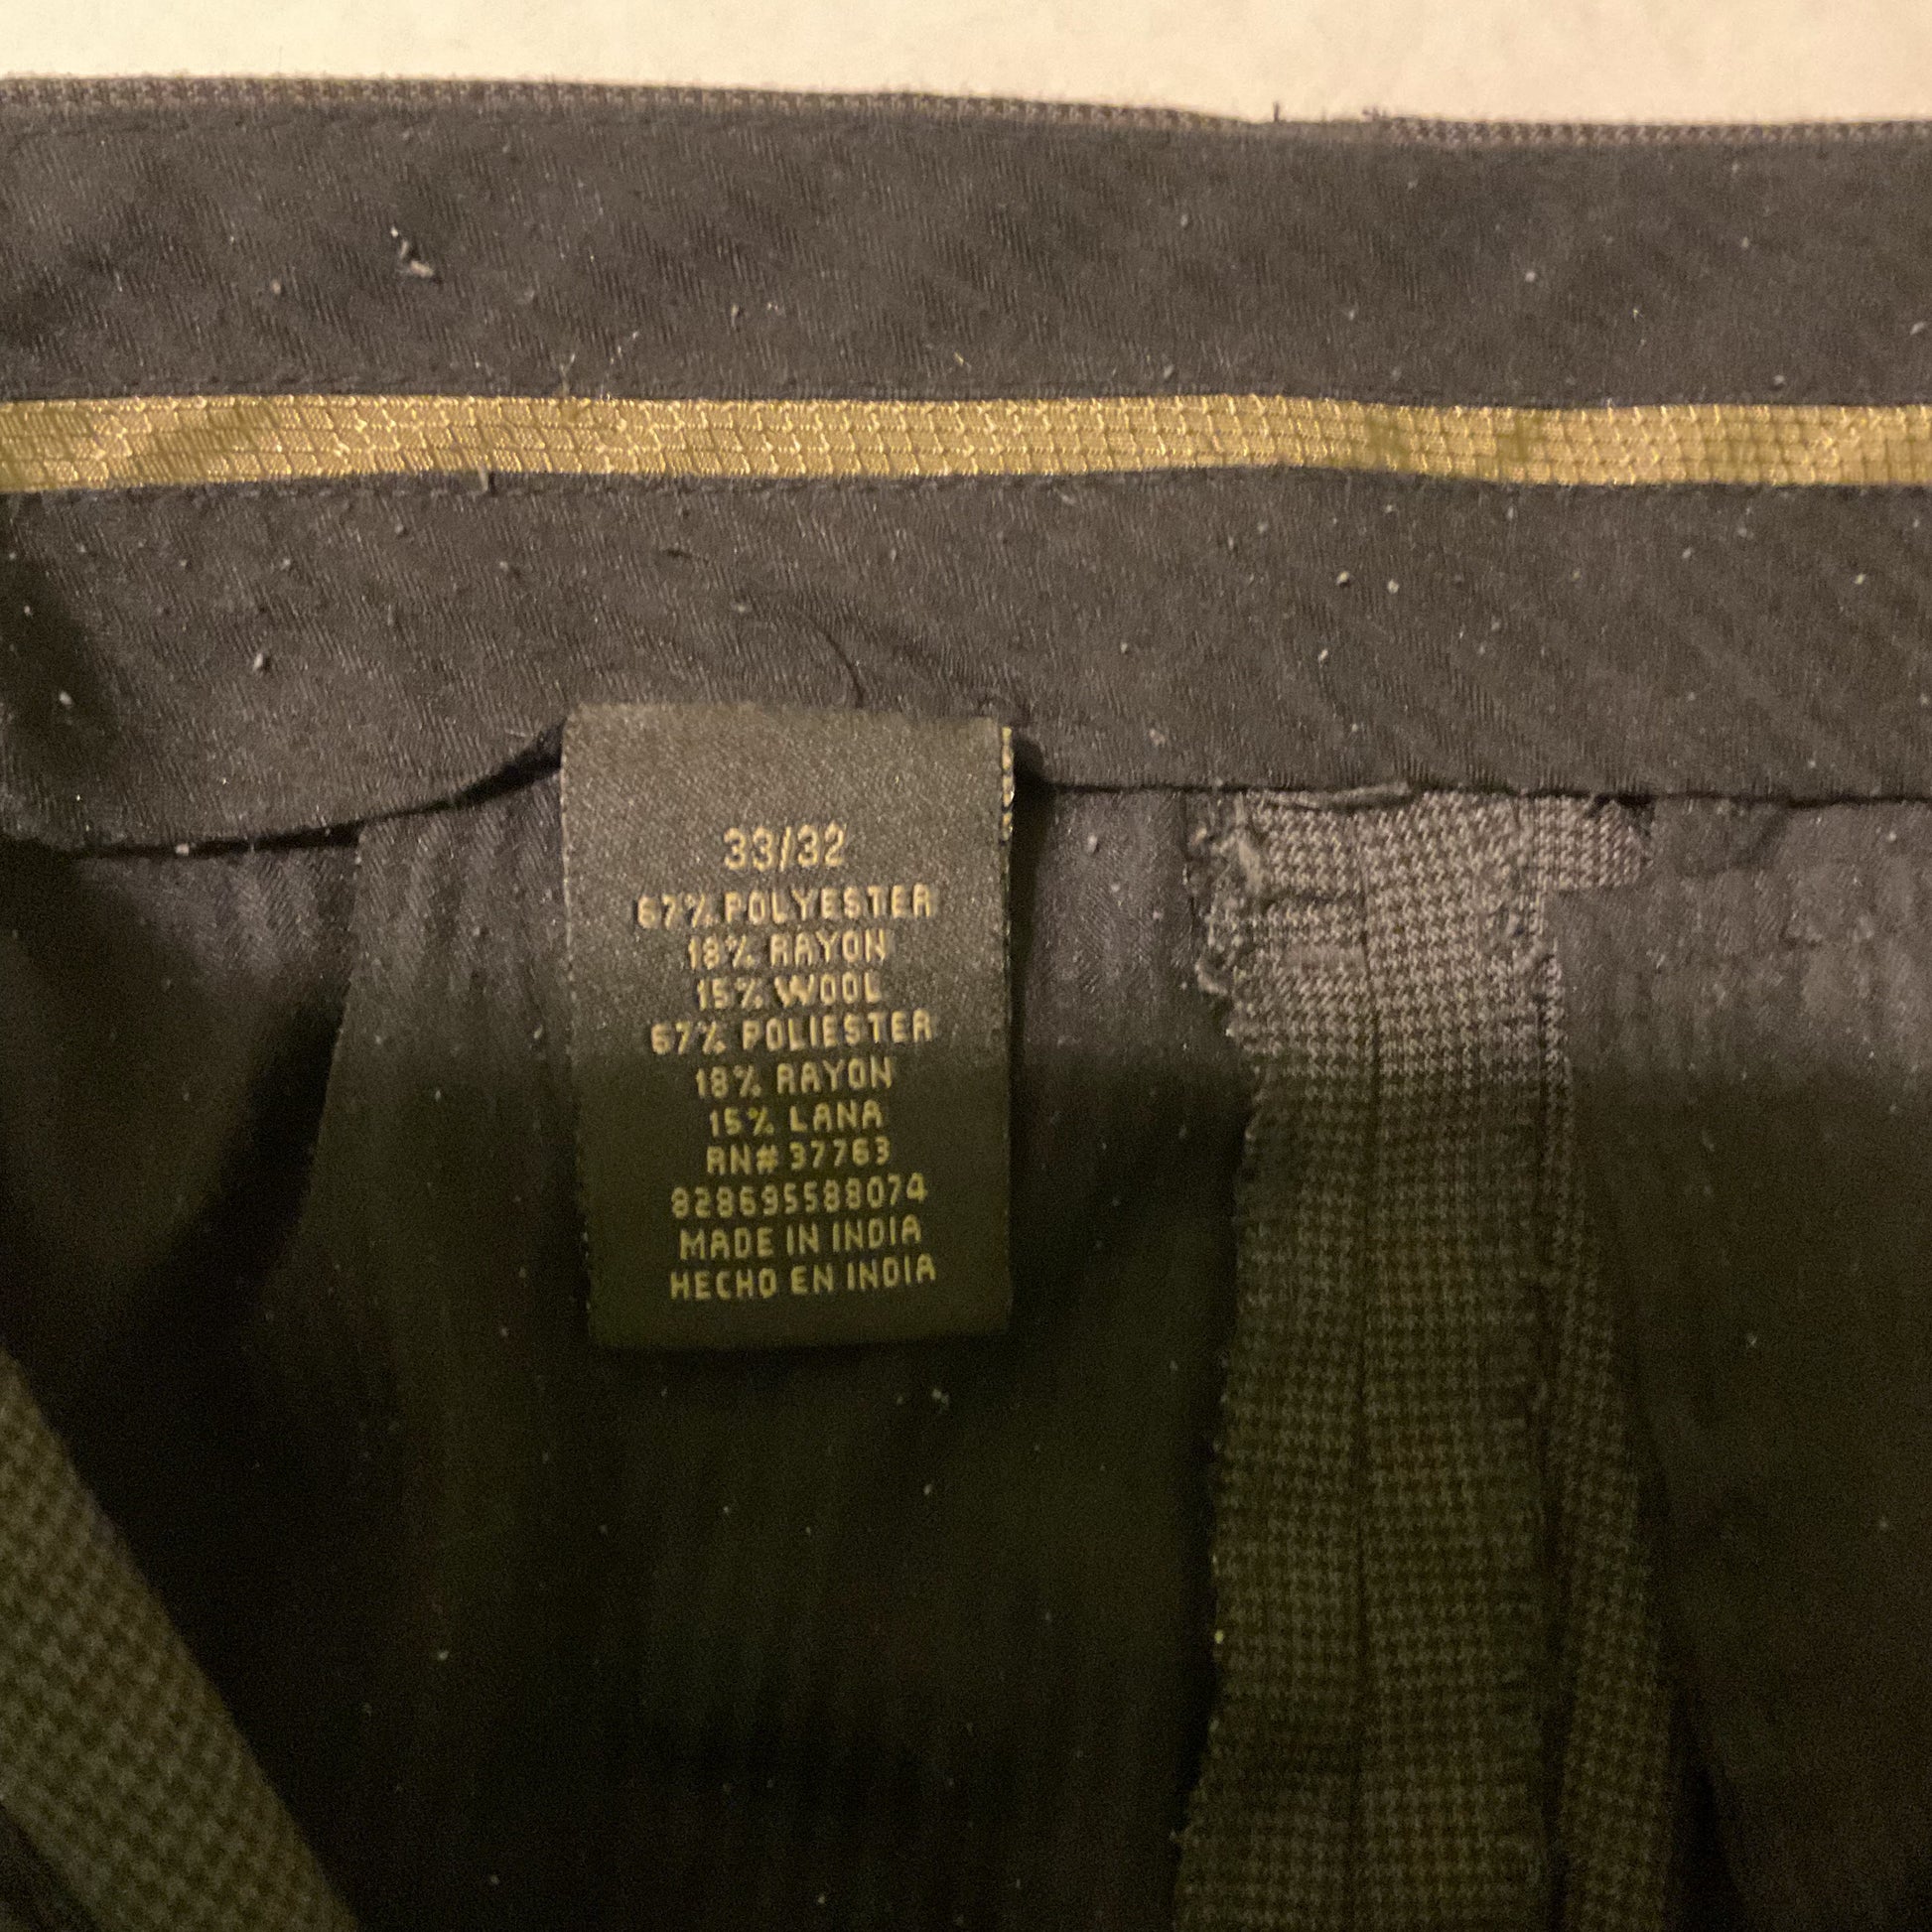 33/32
67% POLYESTER
18% RAYON
15% WOOL
67% POLIESTER
18% RAYON
15% LANA
RN# 37763
828695588074
MADE IN INDIA
HECHO EN INDIA